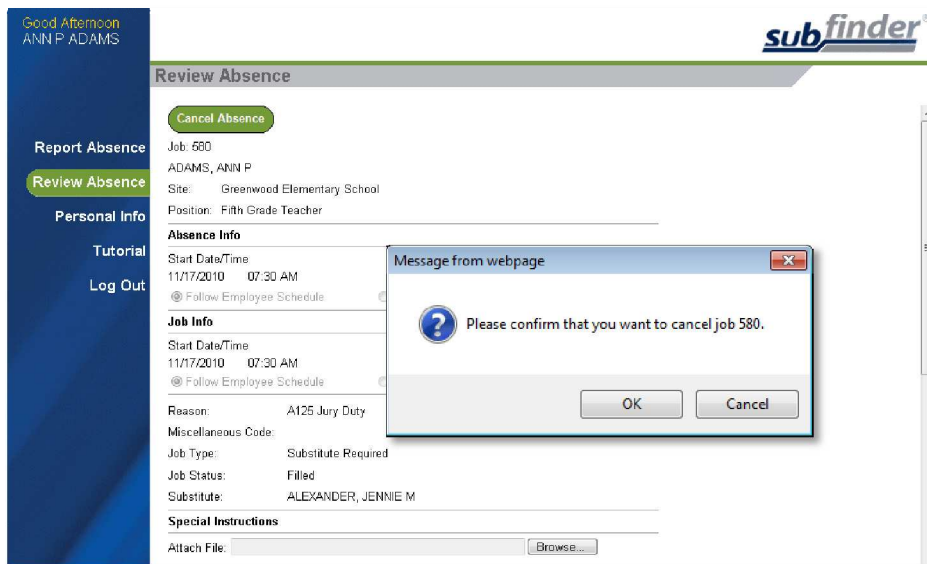 Good Afternoon
ANN P ADAMS
subfinder®
Review Absence
Cancel Absence
Report Absence
Review Absence
Personal Info
Tutorial
Log Out
Job: 580
ADAMS, ANN P
Site: Greenwood Elementary School
Position: Fifth Grade Teacher
Absence Info
Start Date/Time
11/17/2010 07:30 AM
Follow Employee Schedule
Job Info
Start Date/Time
11/17/2010 07:30 AM
Follow Employee Schedule
Reason: A125 Jury Duty
Miscellaneous Code:
Job Type: Substitute Required
Job Status: Filled
Substitute: ALEXANDER, JENNIE M
Special Instructions
Attach File: Browse...
Message from webpage
Please confirm that you want to cancel job 580.
OK Cancel